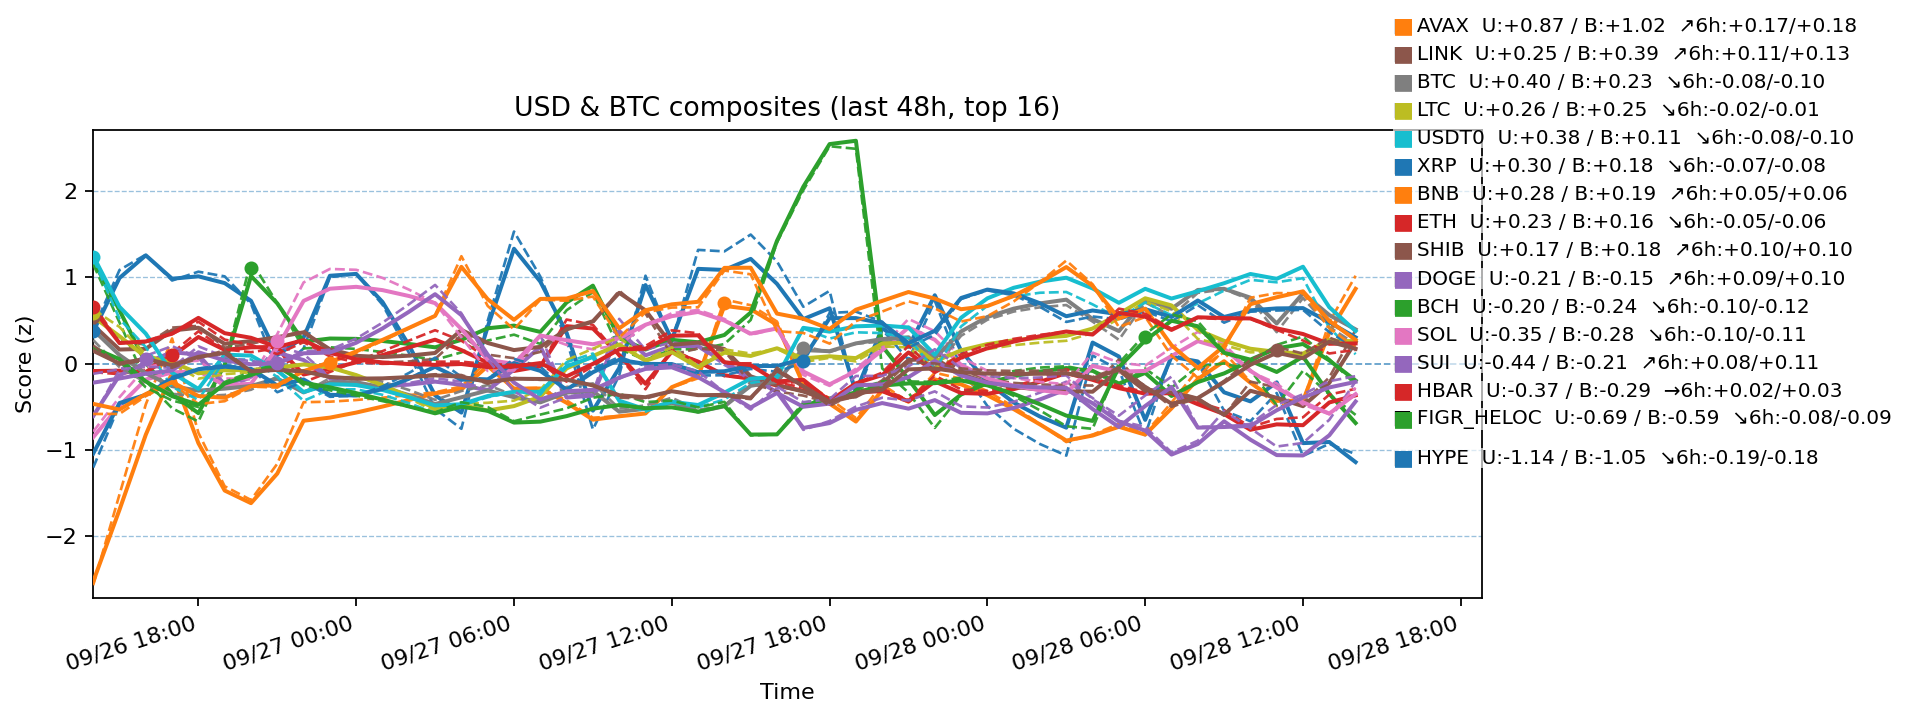 AVAX  U:+0.87 / B:+1.02  ↗6h:+0.17/+0.18
LINK  U:+0.25 / B:+0.39  ↗6h:+0.11/+0.13
BTC  U:+0.40 / B:+0.23  ↘6h:-0.08/-0.10
LTC  U:+0.26 / B:+0.25  ↘6h:-0.02/-0.01
USDT0  U:+0.38 / B:+0.11  ↘6h:-0.08/-0.10
XRP  U:+0.30 / B:+0.18  ↘6h:-0.07/-0.08
BNB  U:+0.28 / B:+0.19  ↗6h:+0.05/+0.06
ETH  U:+0.23 / B:+0.16  ↘6h:-0.05/-0.06
SHIB  U:+0.17 / B:+0.18  ↗6h:+0.10/+0.10
DOGE  U:-0.21 / B:-0.15  ↗6h:+0.09/+0.10
BCH  U:-0.20 / B:-0.24  ↘6h:-0.10/-0.12
SOL  U:-0.35 / B:-0.28  ↘6h:-0.10/-0.11
SUI  U:-0.44 / B:-0.21  ↗6h:+0.08/+0.11
HBAR  U:-0.37 / B:-0.29  →6h:+0.02/+0.03
FIGR_HELOC  U:-0.69 / B:-0.59  ↘6h:-0.08/-0.09
HYPE  U:-1.14 / B:-1.05  ↘6h:-0.19/-0.18
USD & BTC composites (last 48h, top 16)
Score (z)
2
1
0
−1
−2
09/26 18:00
09/27 00:00
09/27 06:00
09/27 12:00
09/27 18:00
09/28 00:00
09/28 06:00
09/28 12:00
09/28 18:00
Time